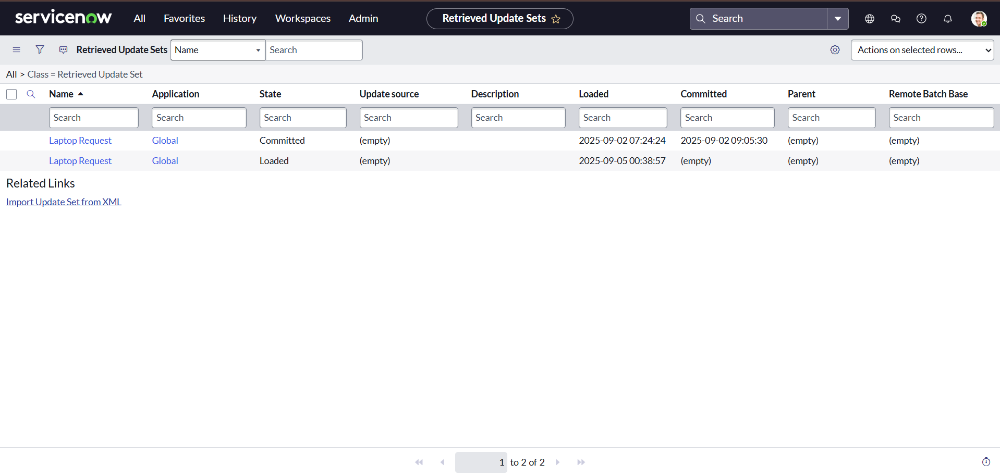 servicenow All Favorites History Workspaces Admin Retrieved Update Sets Search
Retrieved Update Sets Name Search Actions on selected rows...
All > Class = Retrieved Update Set
Name Application State Update source Description Loaded Committed Parent Remote Batch Base
Search Search Search Search Search Search Search Search Search
Laptop Request Global Committed (empty) 2025-09-02 07:24:24 2025-09-02 09:05:30 (empty) (empty)
Laptop Request Global Loaded (empty) 2025-09-05 00:38:57 (empty) (empty) (empty)
Related Links
Import Update Set from XML
1 to 2 of 2